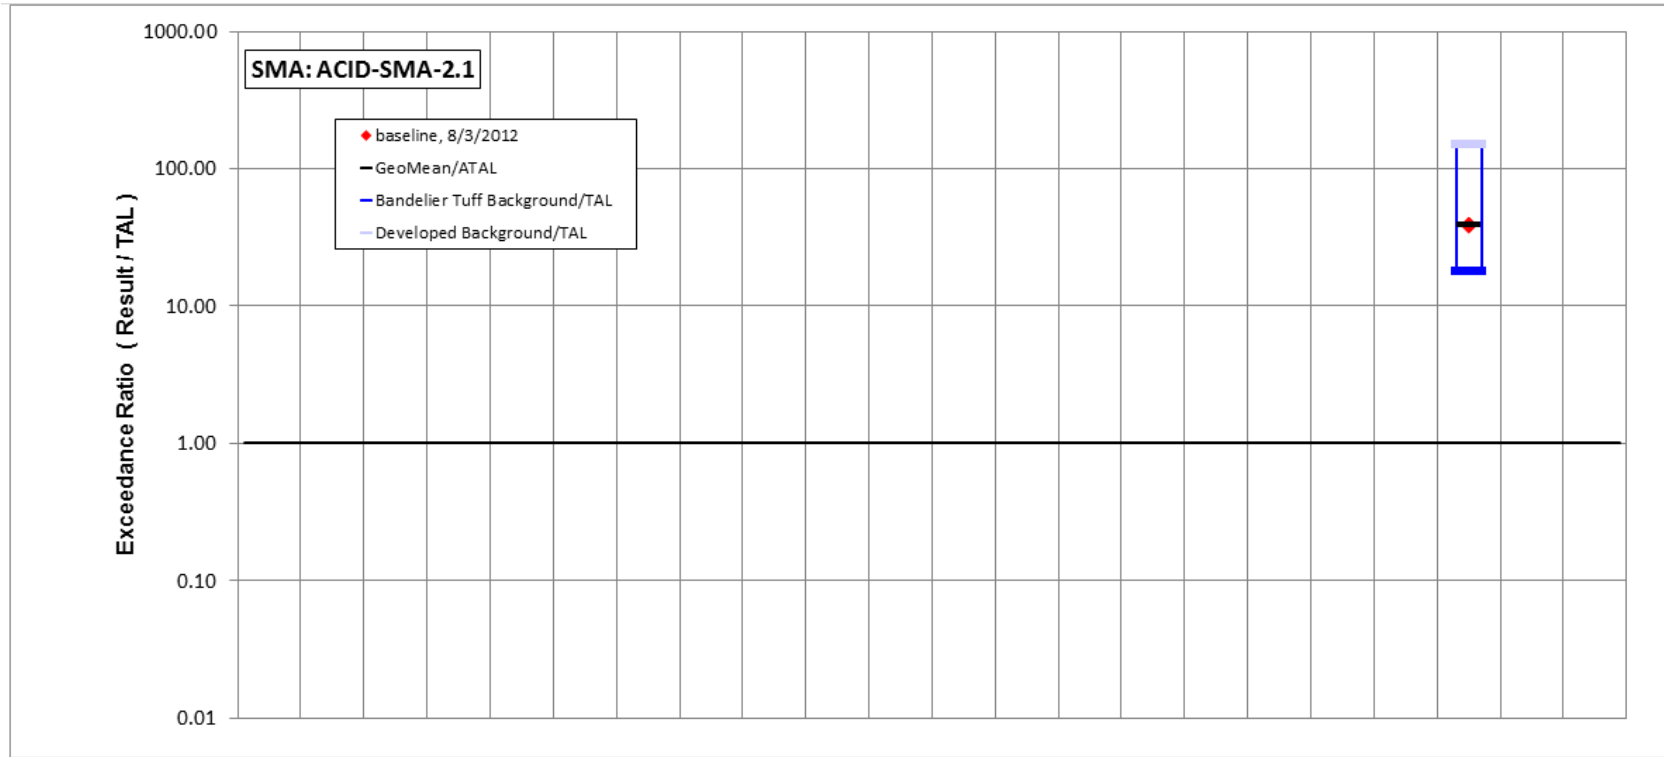 1000.00
SMA: ACID-SMA-2.1
baseline, 8/3/2012
100.00
GeoMean/ATAL
Bandelier Tuff Background/TAL
Developed Background/TAL
Exceedance Ratio ( Result / TAL )
10.00
1.00
0.10
0.01